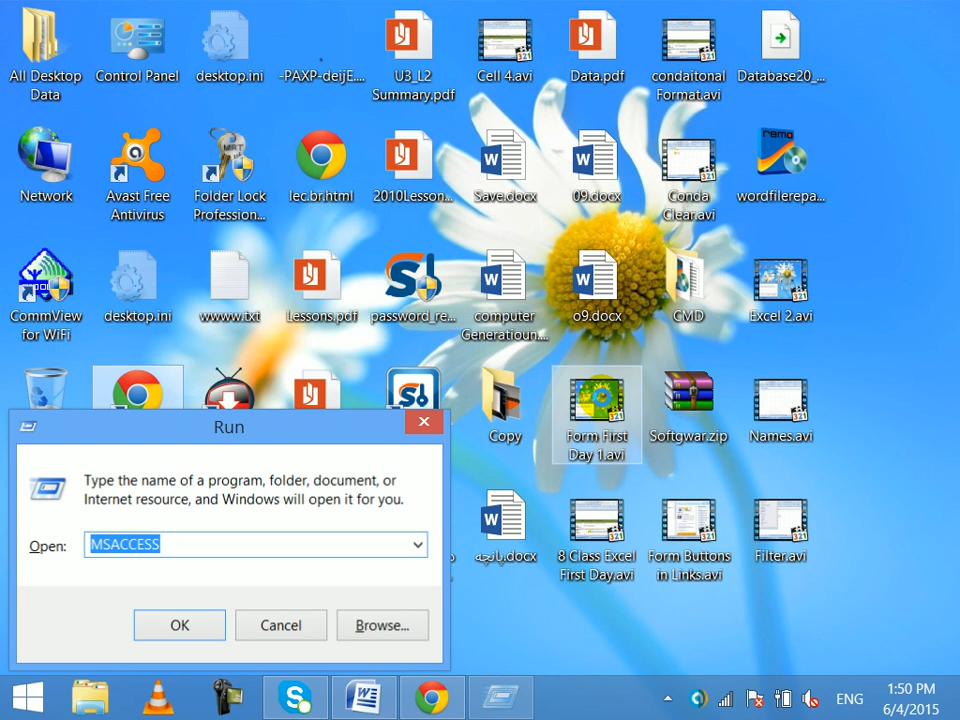 All Desktop
Data
Control Panel
desktop.ini
-PAXP-deijE....
U3_L2
Summary.pdf
Cell 4.avi
Data.pdf
condaitonal
Format.avi
Database20_...
Network
Avast Free
Antivirus
Folder Lock
Profession...
lec.br.html
2010Lesson...
Save.docx
09.docx
Conda
Clear.avi
remo
wordfilerepa...
CommView
for WiFi
desktop.ini
wwww.txt
Lessons.pdf
password_re...
computer
Generatioun....
o9.docx
CMD
Excel 2.avi
Copy
Form First
Day 1.avi
Softgwar.zip
Names.avi
پانچه.docx
8 Class Excel
First Day.avi
Form Buttons
in Links.avi
Filter.avi
Run
Type the name of a program, folder, document, or
Internet resource, and Windows will open it for you.
Open:
MSACCESS
OK
Cancel
Browse...
ENG
1:50 PM
6/4/2015